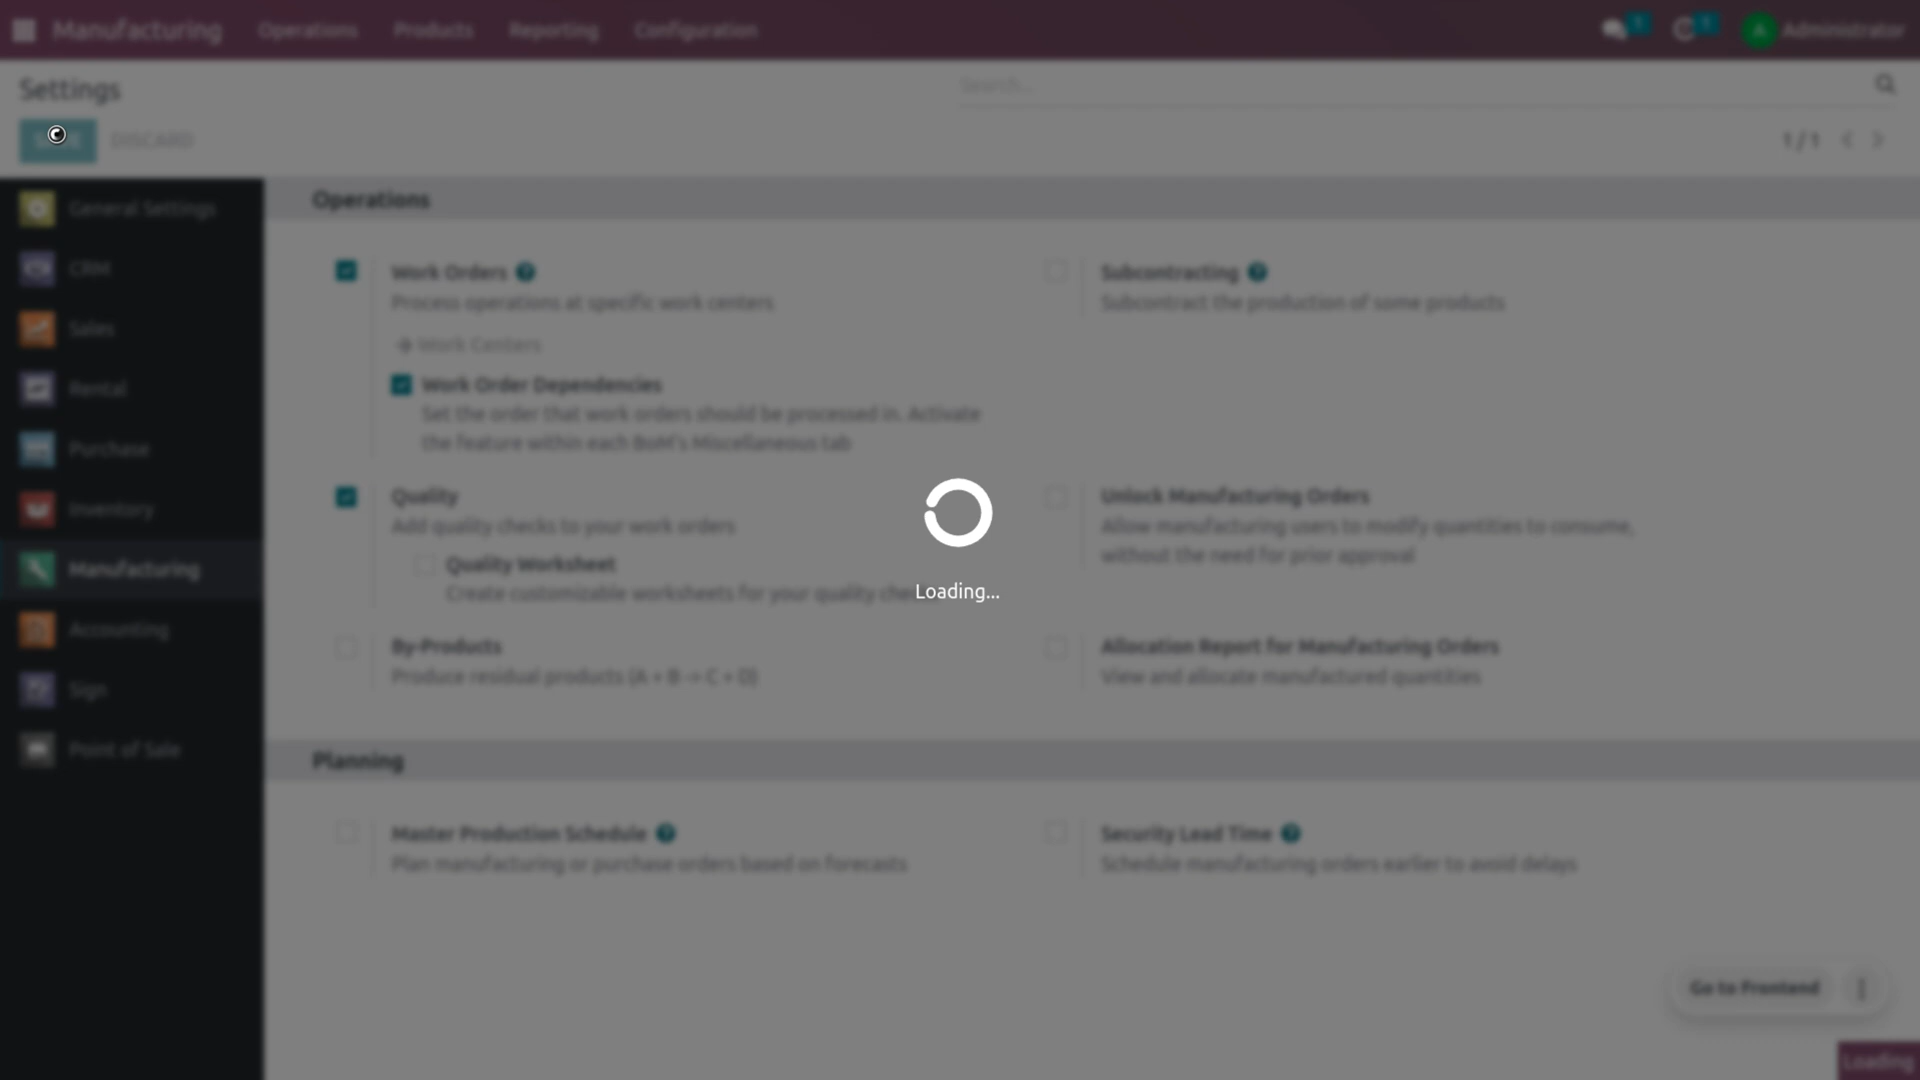 Manufacturing Operations Products Reporting Configuration 1 1 A Administrator
Settings Search...
DISCARD 1 / 1
General Settings
CRM
Sales
Rental
Purchase
Inventory
Manufacturing
Accounting
Sign
Point of Sale
Operations
Work Orders ?
Process operations at specific work centers
Work Centers
Work Order Dependencies
Set the order that work orders should be processed in. Activate
the feature within each BoM's Miscellaneous tab
Subcontracting ?
Subcontract the production of some products
Quality
Add quality checks to your work orders
Quality Worksheet
Create customizable worksheets for your quality
Unlock Manufacturing Orders
Allow manufacturing users to modify quantities to consume,
without the need for prior approval
Loading...
By-Products
Produce residual products (A + B -> C + D)
Allocation Report for Manufacturing Orders
View and allocate manufactured quantities
Planning
Master Production Schedule ?
Plan manufacturing or purchase orders based on forecasts
Security Lead Time ?
Schedule manufacturing orders earlier to avoid delays
Go to Frontend
Loading